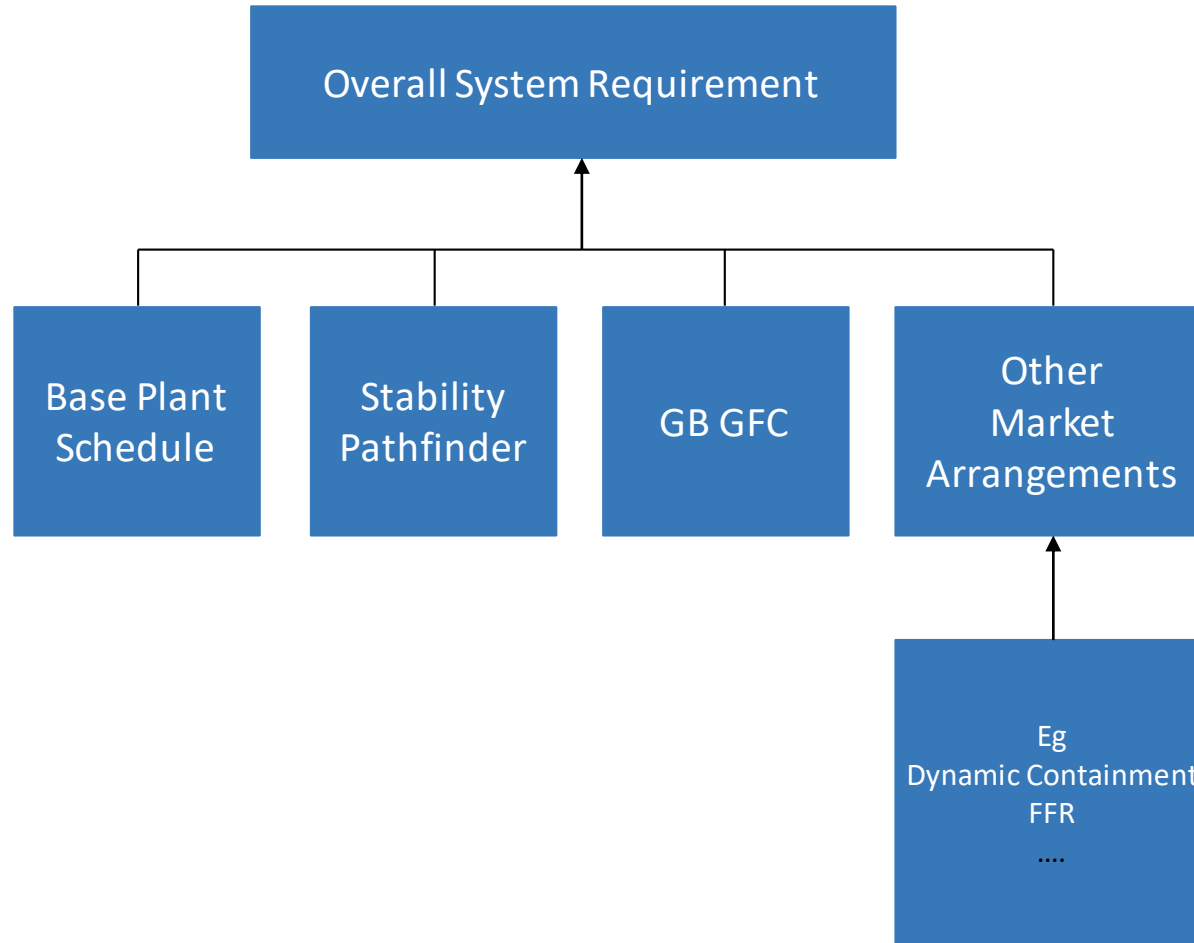 Overall System Requirement
Base Plant
Schedule
Stability
Pathfinder
GB GFC
Other
Market
Arrangements
Eg
Dynamic Containment
FFR
....